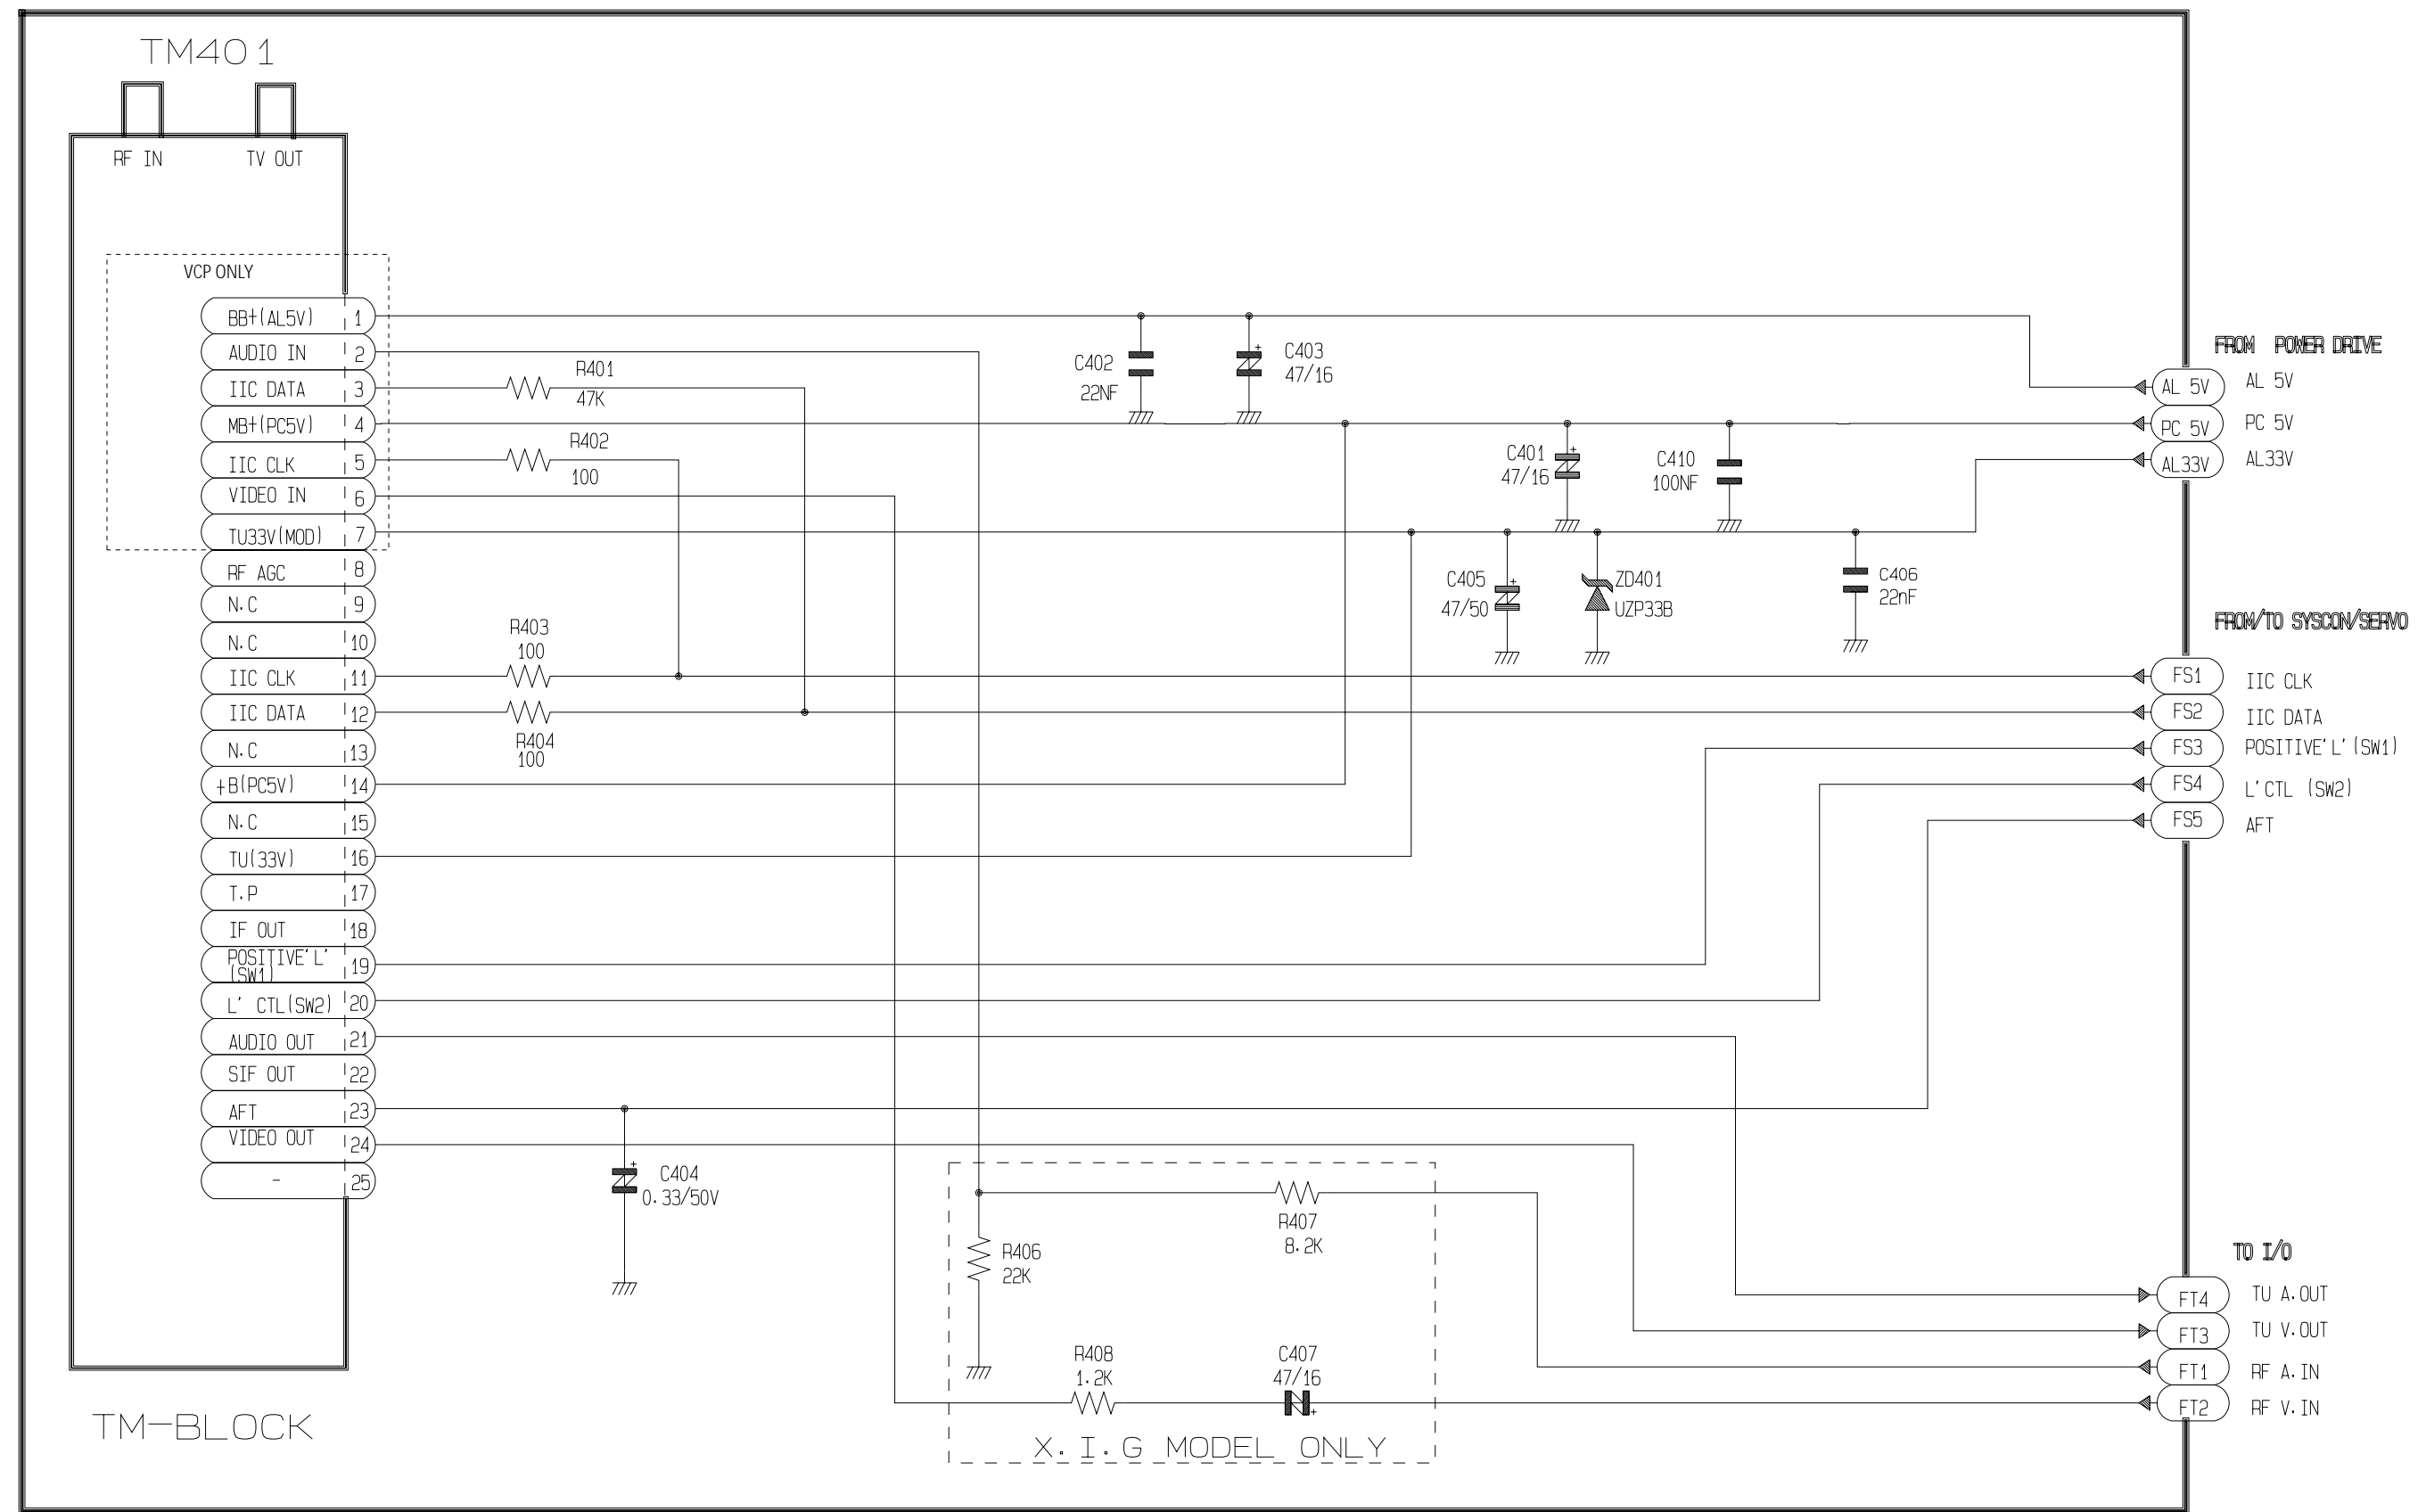 TM401
RF IN
TV OUT
VCP ONLY
BB+(AL5V) 1
AUDIO IN 2
IIC DATA 3
MB+(PC5V) 4
IIC CLK 5
VIDEO IN 6
TU33V(MOD) 7
RF AGC 8
N.C 9
N.C 10
IIC CLK 11
IIC DATA 12
N.C 13
+B(PC5V) 14
N.C 15
TU(33V) 16
T.P 17
IF OUT 18
POSITIVE'L'
(SW1) 19
L' CTL(SW2) 20
AUDIO OUT 21
SIF OUT 22
AFT 23
VIDEO OUT 24
- 25
TM-BLOCK
R401
47K
R402
100
R403
100
R404
100
C402
22NF
+
C403
47/16
C401
47/16
+
C410
100NF
C405
47/50
+
ZD401
UZP33B
C406
22nF
+
C404
0.33/50V
R407
8.2K
R406
22K
R408
1.2K
C407
47/16
+
X.I.G MODEL ONLY
FROM POWER DRIVE
AL 5V AL 5V
PC 5V PC 5V
AL33V AL33V
FROM/TO SYSCON/SERVO
FS1 IIC CLK
FS2 IIC DATA
FS3 POSITIVE'L'(SW1)
FS4 L'CTL (SW2)
FS5 AFT
TO I/O
FT4 TU A.OUT
FT3 TU V.OUT
FT1 RF A.IN
FT2 RF V.IN